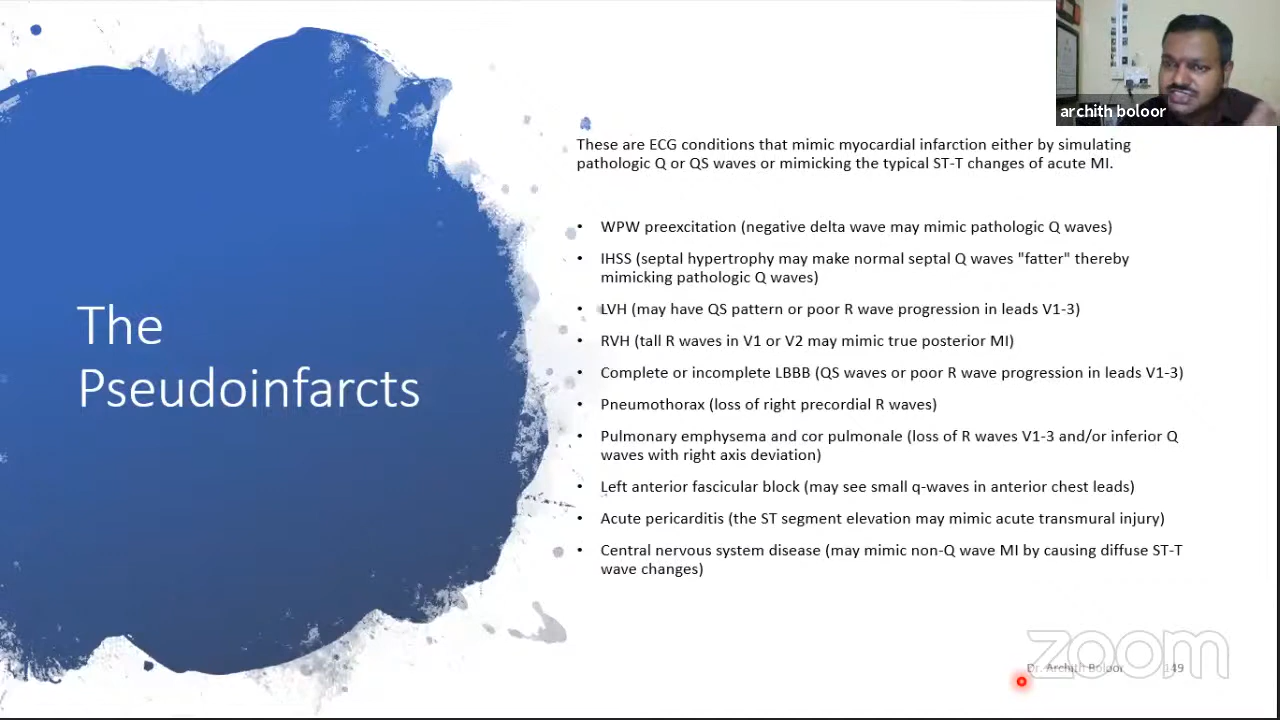 archith boloor
These are ECG conditions that mimic myocardial infarction either by simulating
pathologic Q or QS waves or mimicking the typical ST-T changes of acute MI.
The
Pseudoinfarcts
• WPW preexcitation (negative delta wave may mimic pathologic Q waves)
• IHSS (septal hypertrophy may make normal septal Q waves "fatter" thereby
mimicking pathologic Q waves)
• LVH (may have QS pattern or poor R wave progression in leads V1-3)
• RVH (tall R waves in V1 or V2 may mimic true posterior MI)
• Complete or incomplete LBBB (QS waves or poor R wave progression in leads V1-3)
• Pneumothorax (loss of right precordial R waves)
• Pulmonary emphysema and cor pulmonale (loss of R waves V1-3 and/or inferior Q
waves with right axis deviation)
• Left anterior fascicular block (may see small q-waves in anterior chest leads)
• Acute pericarditis (the ST segment elevation may mimic acute transmural injury)
• Central nervous system disease (may mimic non-Q wave MI by causing diffuse ST-T
wave changes)
zoom
Dr. Archith Boloor 149